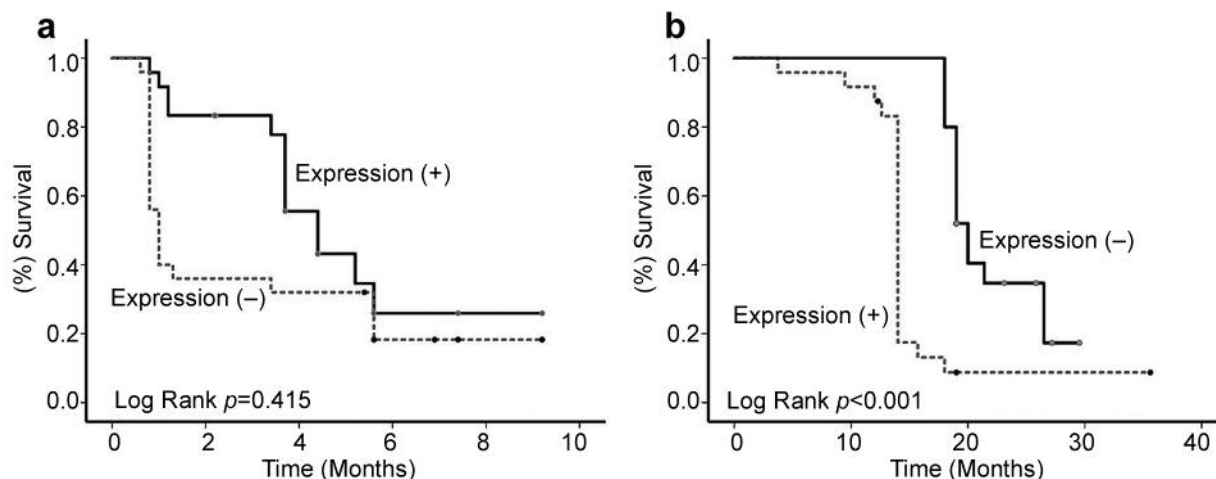 a
(%) Survival
1.0
0.8
0.6
0.4
0.2
0.0
Expression (+)
Expression (–)
Log Rank p=0.415
0 2 4 6 8 10
Time (Months)
b
(%) Survival
1.0
0.8
0.6
0.4
0.2
0.0
Expression (–)
Expression (+)
Log Rank p<0.001
0 10 20 30 40
Time (Months)